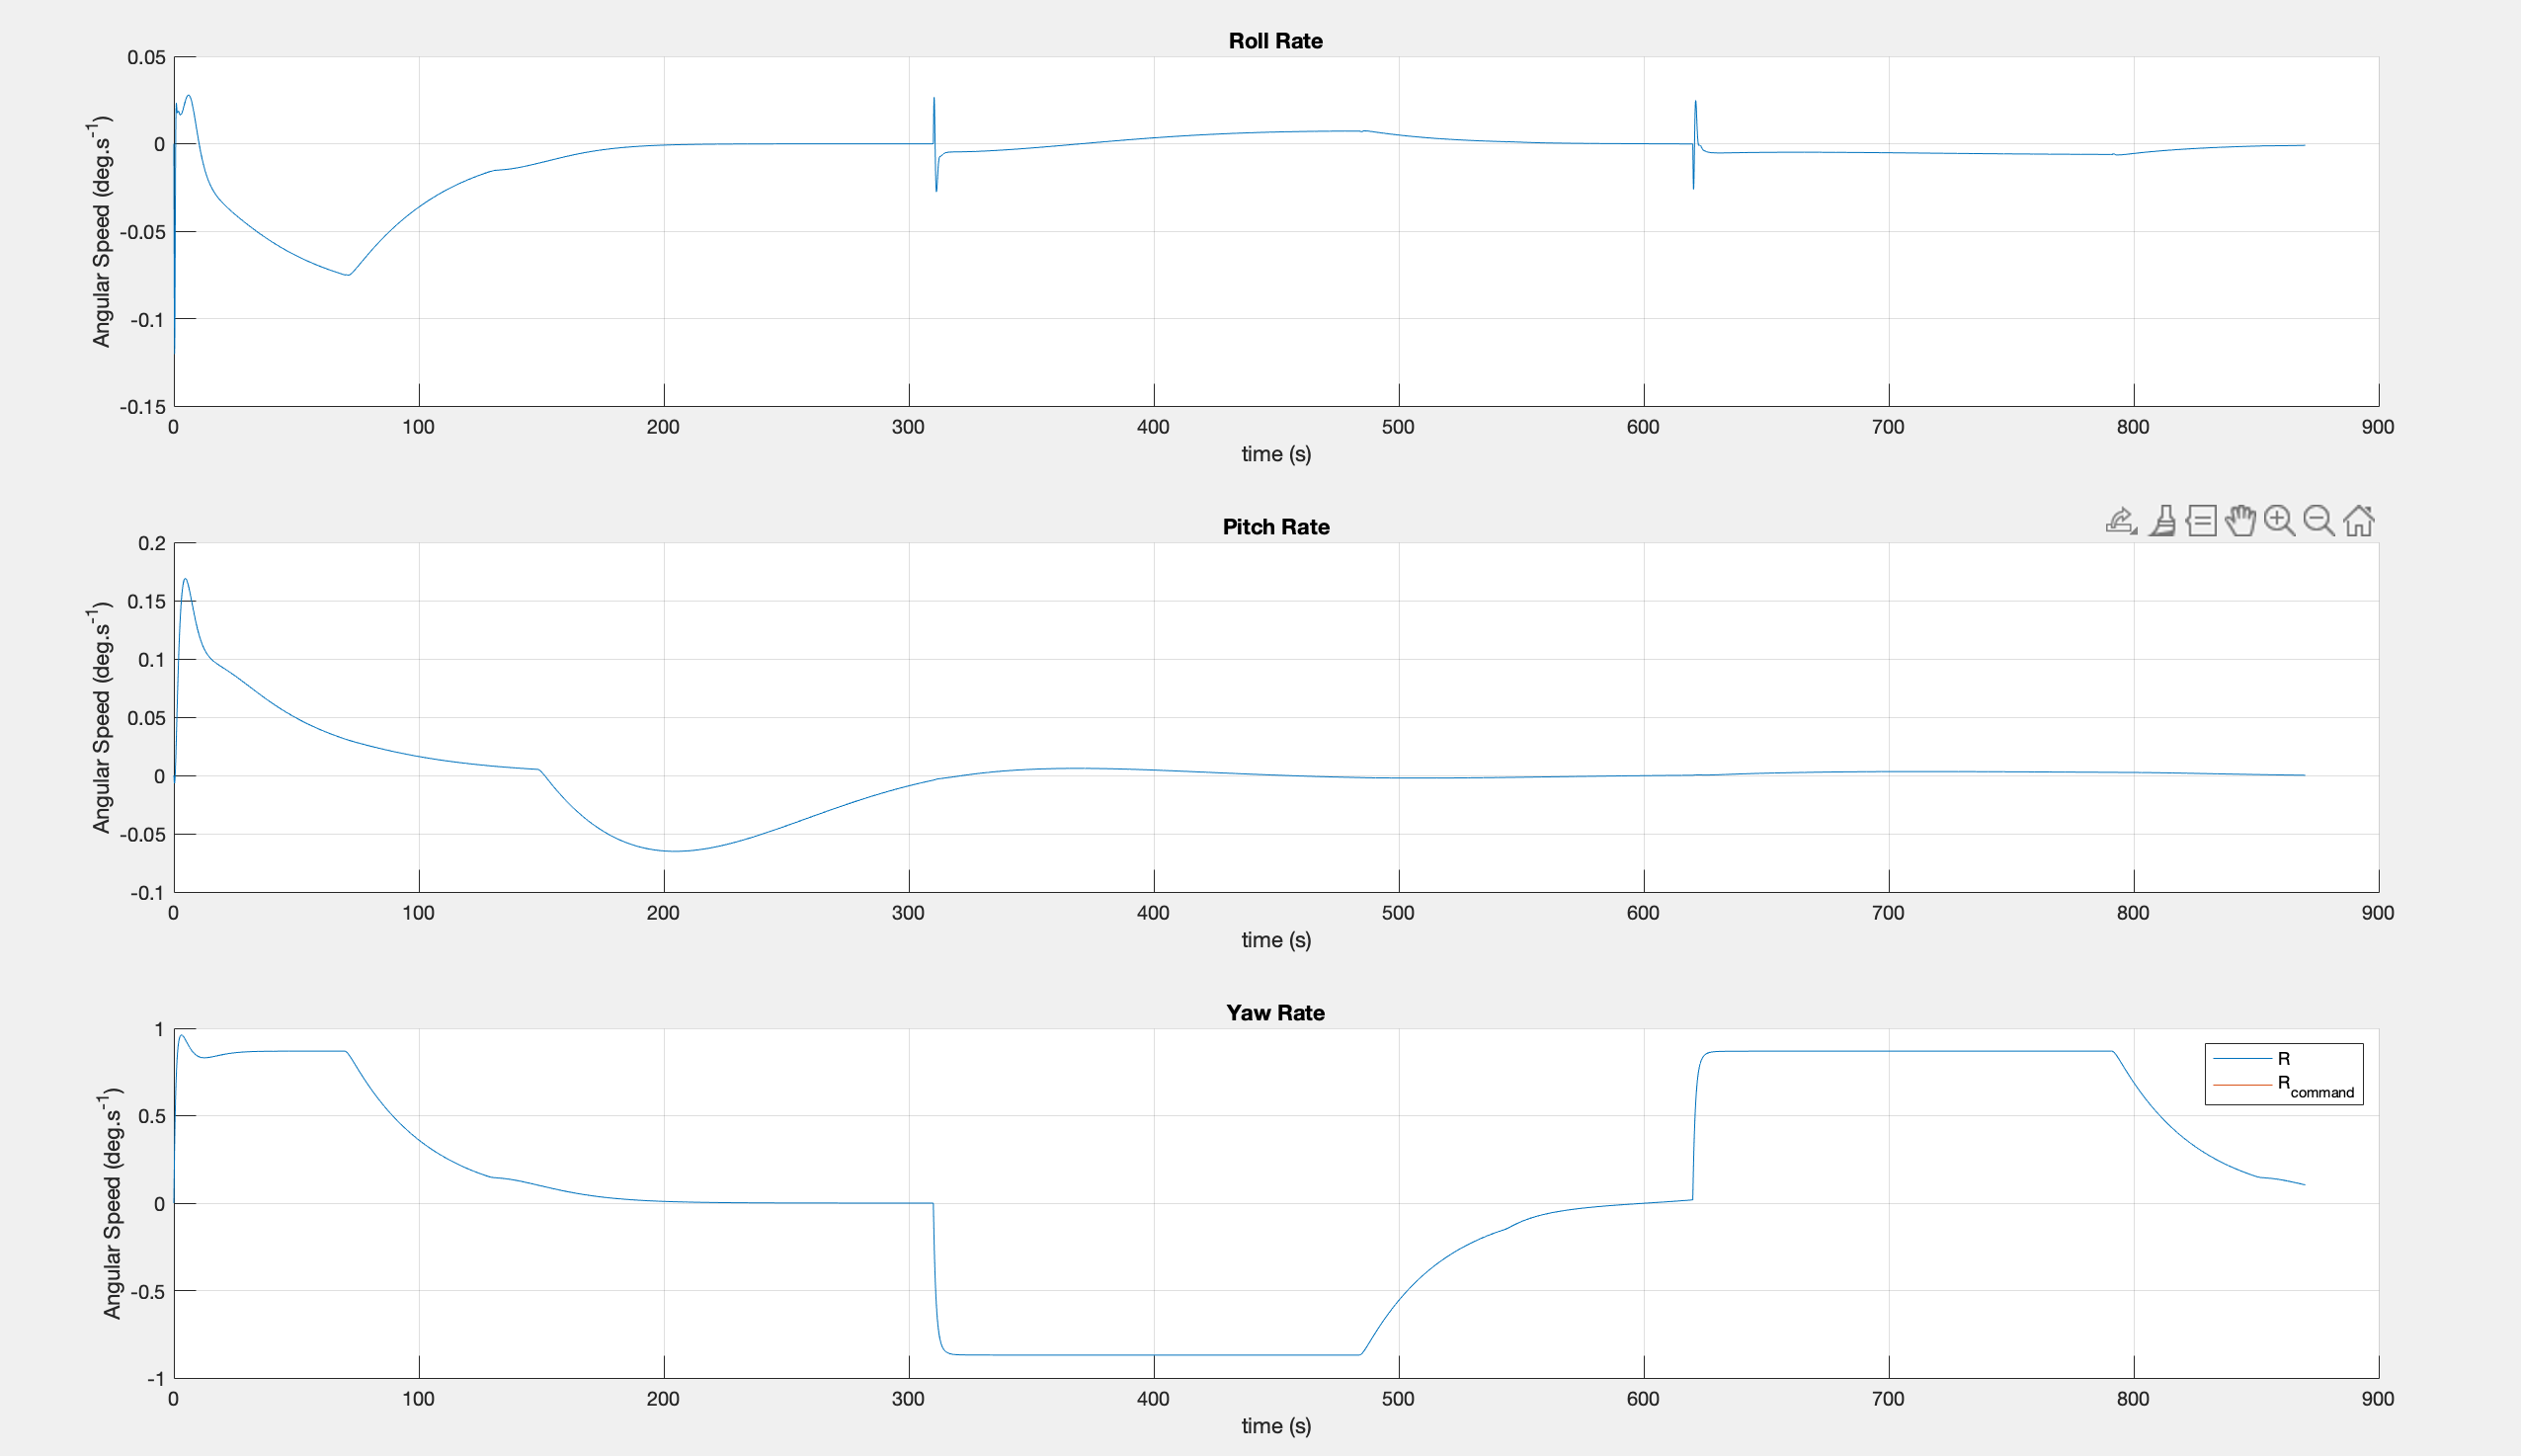 Roll Rate
Angular Speed (deg.s-1)
0.05
0
-0.05
-0.1
-0.15
0 100 200 300 400 500 600 700 800 900
time (s)
Pitch Rate
Angular Speed (deg.s-1)
0.2
0.15
0.1
0.05
0
-0.05
-0.1
0 100 200 300 400 500 600 700 800 900
time (s)
Yaw Rate
Angular Speed (deg.s-1)
1
0.5
0
-0.5
-1
R
Rcommand
0 100 200 300 400 500 600 700 800 900
time (s)